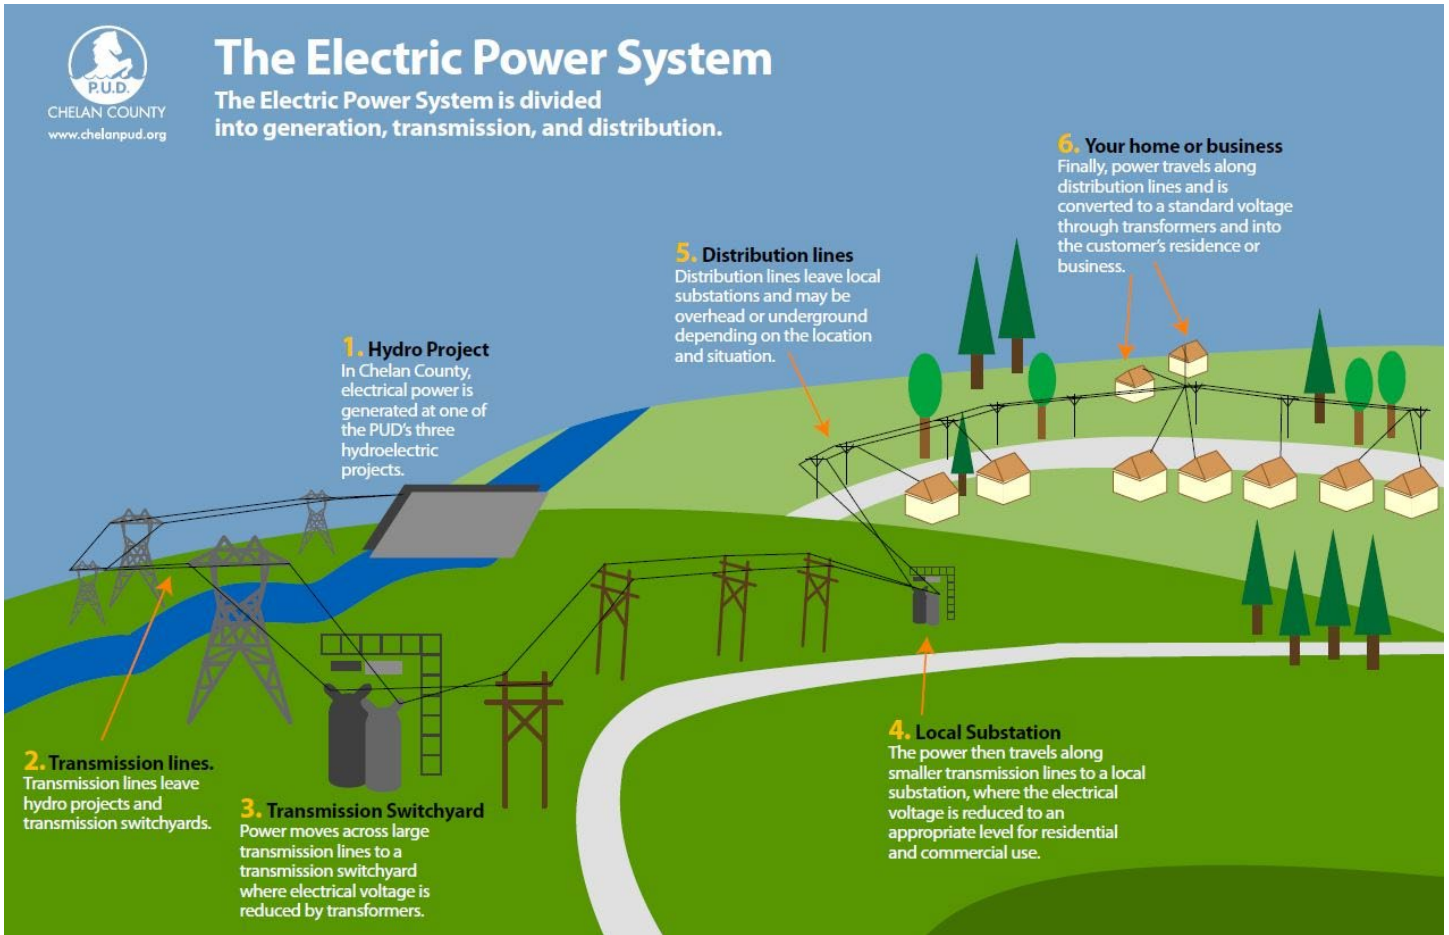 P.U.D.
CHELAN COUNTY
www.chelanpud.org
The Electric Power System
The Electric Power System is divided
into generation, transmission, and distribution.
1. Hydro Project
In Chelan County,
electrical power is
generated at one of
the PUD's three
hydroelectric
projects.
2. Transmission lines.
Transmission lines leave
hydro projects and
transmission switchyards.
3. Transmission Switchyard
Power moves across large
transmission lines to a
transmission switchyard
where electrical voltage is
reduced by transformers.
4. Local Substation
The power then travels along
smaller transmission lines to a local
substation, where the electrical
voltage is reduced to an
appropriate level for residential
and commercial use.
5. Distribution lines
Distribution lines leave local
substations and may be
overhead or underground
depending on the location
and situation.
6. Your home or business
Finally, power travels along
distribution lines and is
converted to a standard voltage
through transformers and into
the customer's residence or
business.